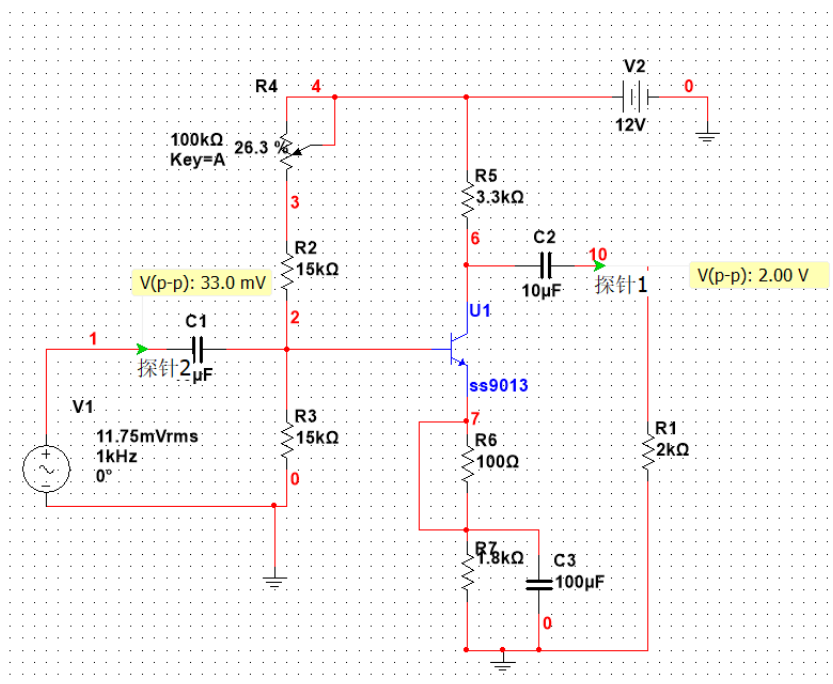 V2
0
12V
R4
4
100kΩ
Key=A
26.3 %
R5
3.3kΩ
3
6
C2
10
10µF
探针1
V(p-p): 2.00 V
R2
15kΩ
V(p-p): 33.0 mV
2
U1
C1
1
探针2
µF
ss9013
V1
11.75mVrms
1kHz
0°
R3
15kΩ
0
7
R6
100Ω
R1
2kΩ
R7
1.8kΩ
C3
100µF
0